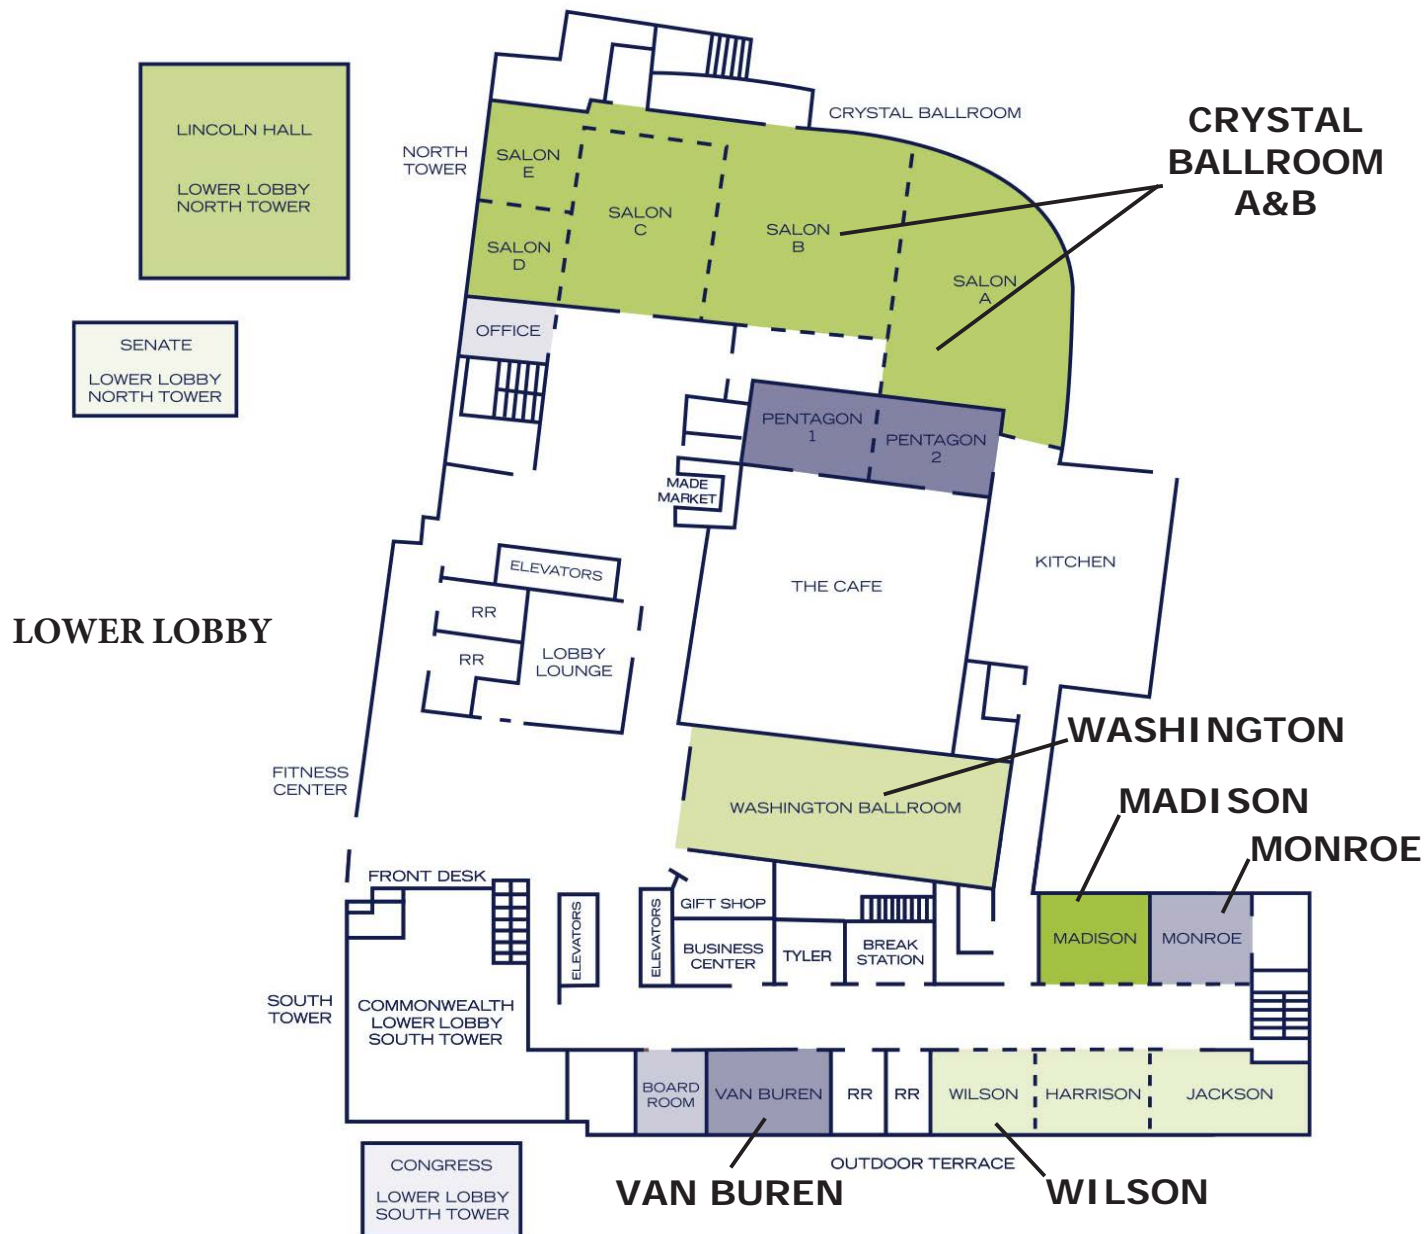 CRYSTAL BALLROOM
CRYSTAL
BALLROOM
A&B
LINCOLN HALL
LOWER LOBBY
NORTH TOWER
NORTH
TOWER
SALON
E
SALON
D
SALON
C
SALON
B
SALON
A
OFFICE
SENATE
LOWER LOBBY
NORTH TOWER
PENTAGON
1
PENTAGON
2
MADE
MARKET
KITCHEN
ELEVATORS
THE CAFE
RR
RR
LOBBY
LOUNGE
LOWER LOBBY
WASHINGTON
FITNESS
CENTER
WASHINGTON BALLROOM
MADISON
MONROE
FRONT DESK
ELEVATORS
ELEVATORS
GIFT SHOP
BUSINESS
CENTER
TYLER
BREAK
STATION
MADISON
MONROE
SOUTH
TOWER
COMMONWEALTH
LOWER LOBBY
SOUTH TOWER
BOARD
ROOM
VAN BUREN
RR
RR
WILSON
HARRISON
JACKSON
OUTDOOR TERRACE
CONGRESS
LOWER LOBBY
SOUTH TOWER
VAN BUREN
WILSON